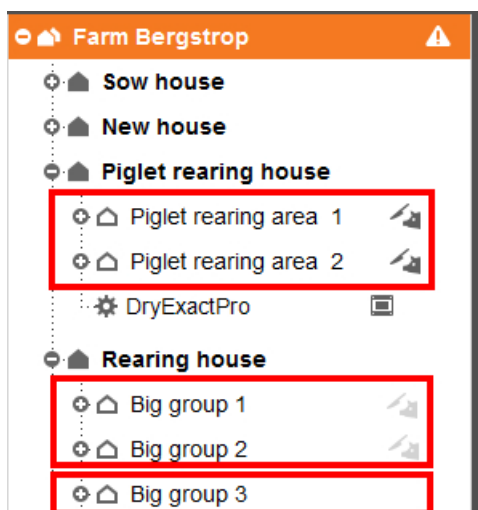 Farm Bergstrop
Sow house
New house
Piglet rearing house
Piglet rearing area 1
Piglet rearing area 2
DryExactPro
Rearing house
Big group 1
Big group 2
Big group 3